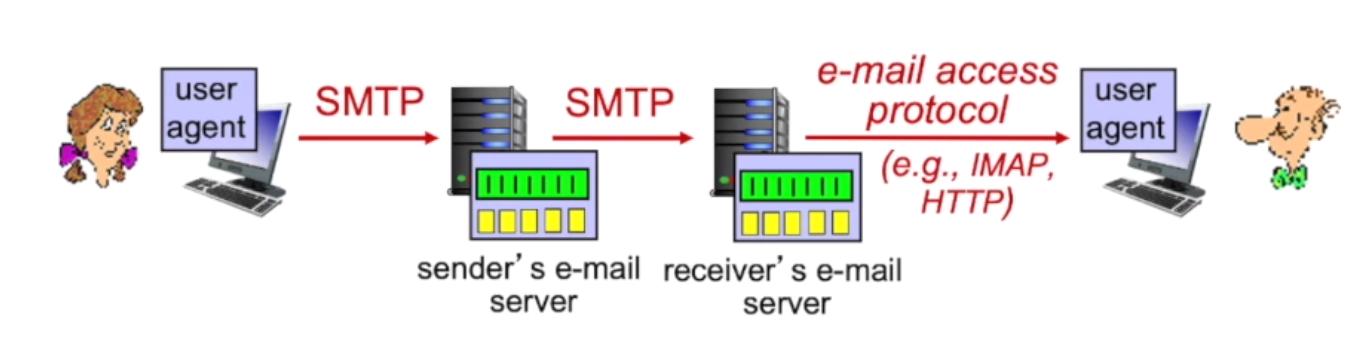 user
agent
SMTP
SMTP
e-mail access
protocol
(e.g., IMAP,
HTTP)
user
agent
sender's e-mail
server
receiver's e-mail
server